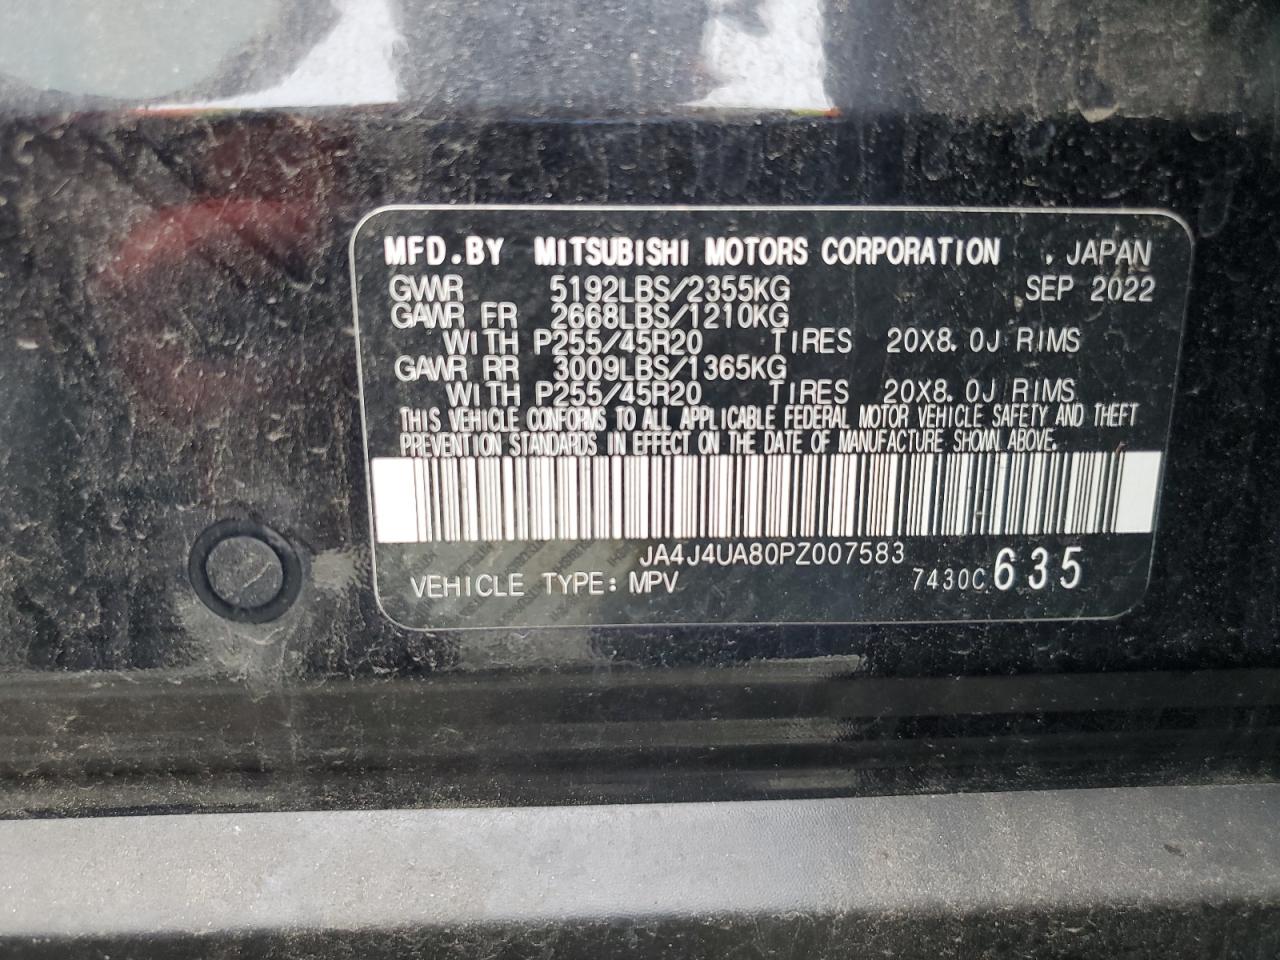 MFD.BY MITSUBISHI MOTORS CORPORATION , JAPAN
GVWR 5192LBS/2355KG SEP 2022
GAWR FR 2668LBS/1210KG
WITH P255/45R20 TIRES 20X8.0J RIMS
GAWR RR 3009LBS/1365KG
WITH P255/45R20 TIRES 20X8.0J RIMS
THIS VEHICLE CONFORMS TO ALL APPLICABLE FEDERAL MOTOR VEHICLE SAFETY AND THEFT
PREVENTION STANDARDS IN EFFECT ON THE DATE OF MANUFACTURE SHOWN ABOVE.
JA4J4UA80PZ007583
VEHICLE TYPE: MPV 7430C 635